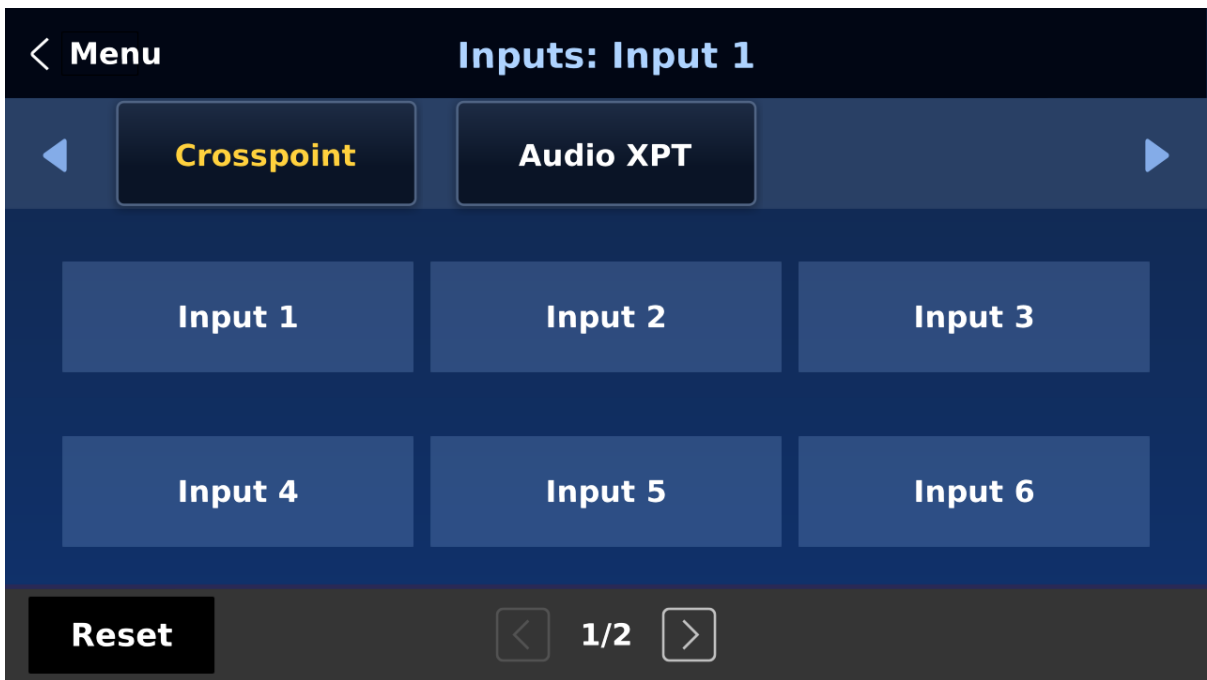 Menu
Inputs: Input 1
Crosspoint
Audio XPT
Input 1
Input 2
Input 3
Input 4
Input 5
Input 6
Reset
1/2